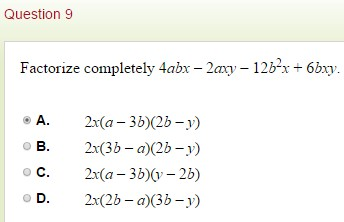 Question 9
Factorize completely 4abx – 2axy – 12b²x + 6bxy.
A. 2x(a – 3b)(2b – y)
B. 2x(3b – a)(2b – y)
C. 2x(a – 3b)(y – 2b)
D. 2x(2b – a)(3b – y)